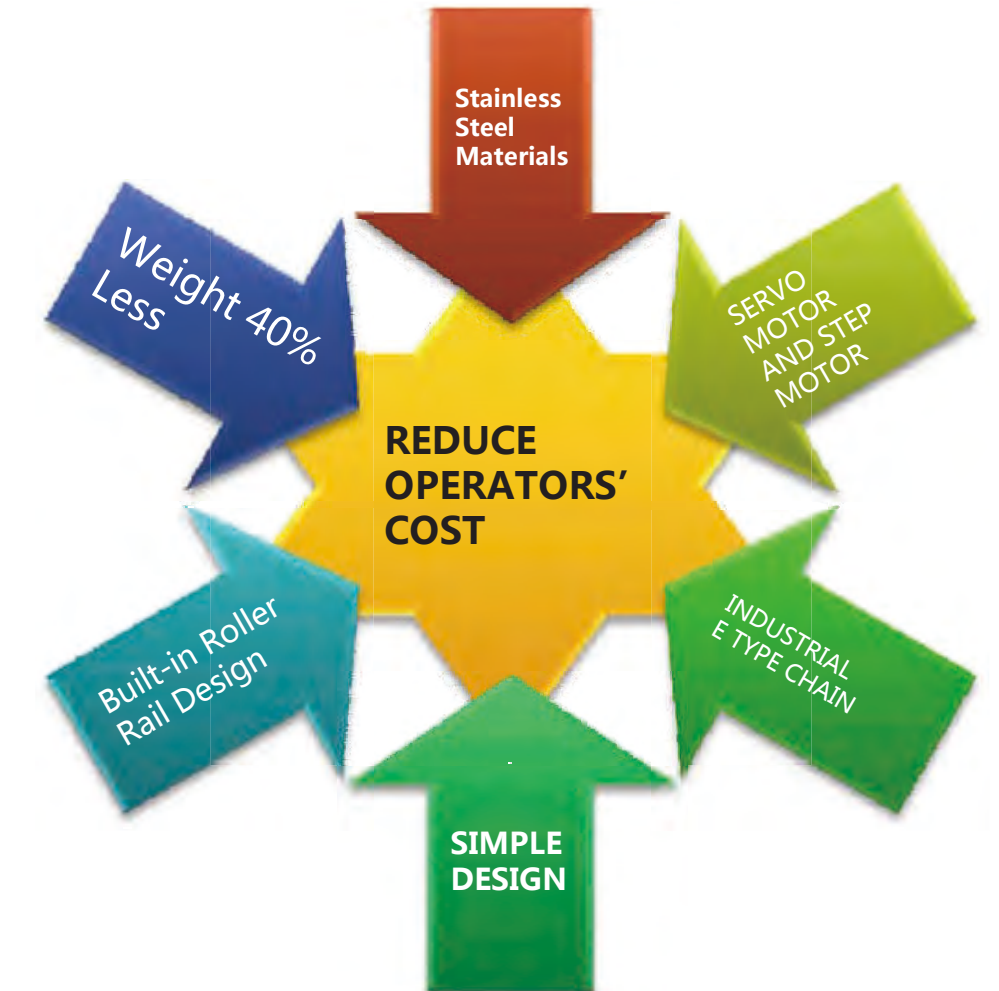 Stainless
Steel
Materials
Weight 40%
Less
SERVO
MOTOR
AND STEP
MOTOR
REDUCE
OPERATORS’
COST
Built-in Roller
Rail Design
INDUSTRIAL
E TYPE CHAIN
SIMPLE
DESIGN